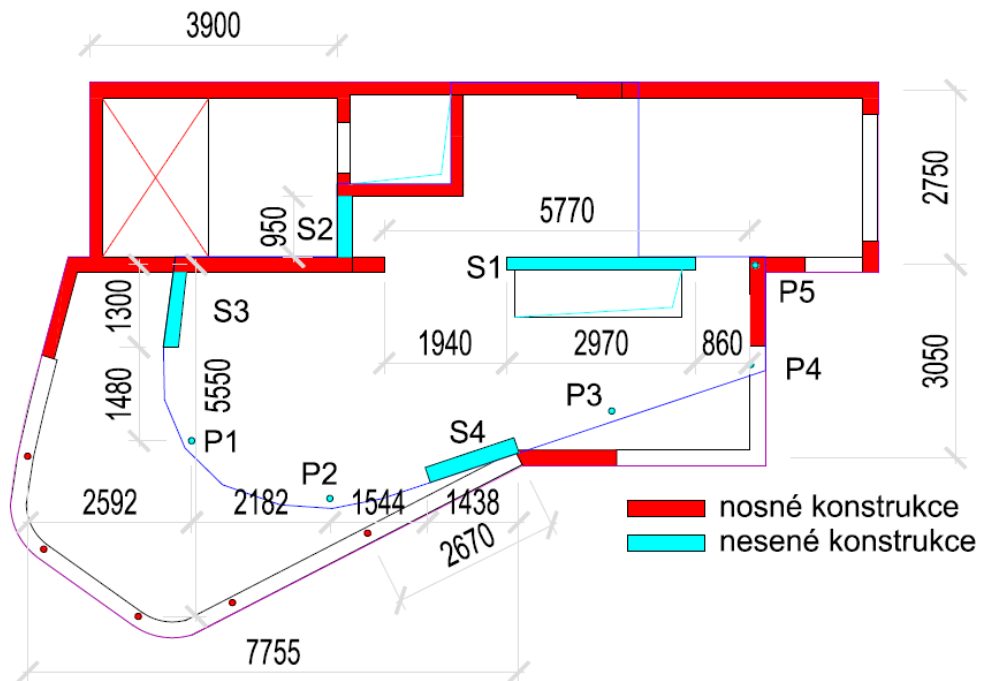 3900
2750
5770
950
S2
S1
P5
S3
1300
1940
2970
860
3050
P4
5550
1480
P3
P1
S4
P2
2592
2182
1544
1438
nosné konstrukce
nesené konstrukce
2670
7755